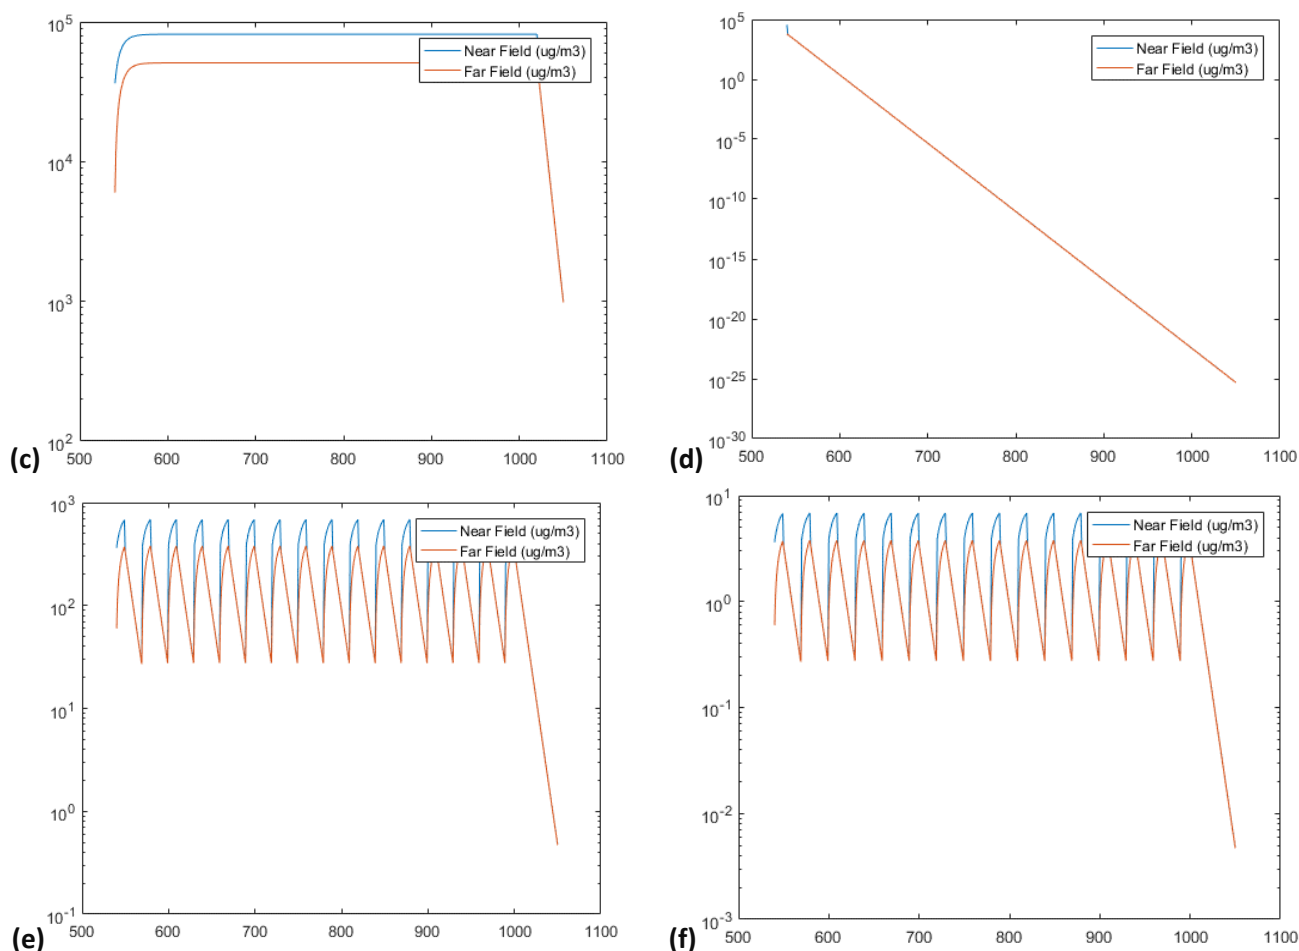 10^5
10^4
10^3
10^2
500 600 700 800 900 1000 1100
Near Field (ug/m3)
Far Field (ug/m3)
(c)
10^5
10^0
10^-5
10^-10
10^-15
10^-20
10^-25
10^-30
500 600 700 800 900 1000 1100
Near Field (ug/m3)
Far Field (ug/m3)
(d)
10^3
10^2
10^1
10^0
10^-1
500 600 700 800 900 1000 1100
Near Field (ug/m3)
Far Field (ug/m3)
(e)
10^1
10^0
10^-1
10^-2
10^-3
500 600 700 800 900 1000 1100
Near Field (ug/m3)
Far Field (ug/m3)
(f)